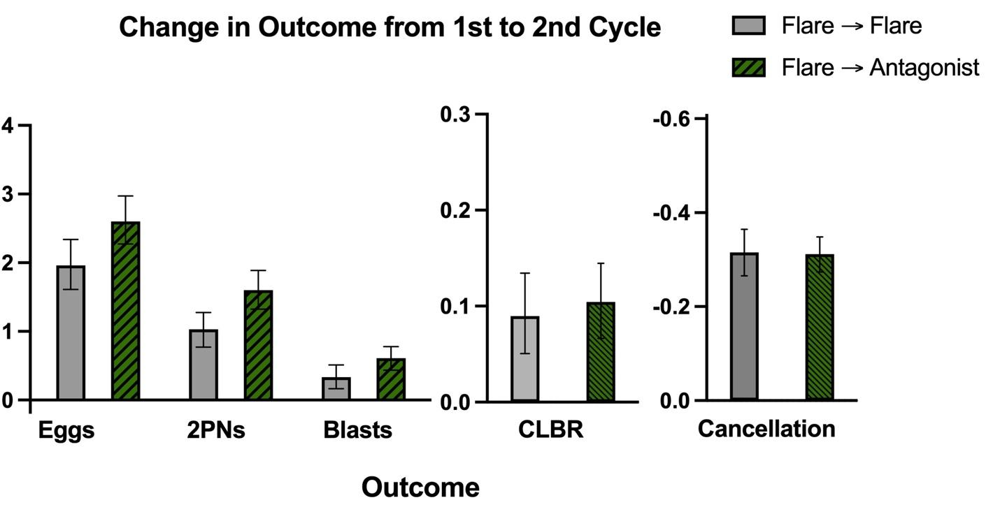 Change in Outcome from 1st to 2nd Cycle
Flare → Flare
Flare → Antagonist
4
3
2
1
0
Eggs
2PNs
Blasts
0.3
0.2
0.1
0.0
CLBR
-0.6
-0.4
-0.2
0.0
Cancellation
Outcome